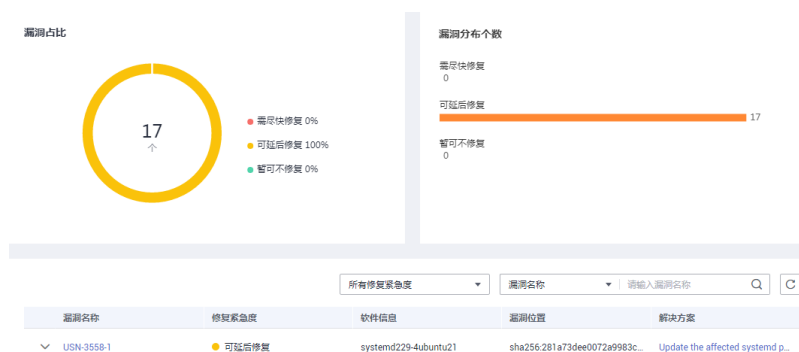 漏洞占比
17
个
需尽快修复 0%
可延后修复 100%
暂可不修复 0%
漏洞分布个数
需尽快修复
0
可延后修复
17
暂可不修复
0
所有修复紧急度 漏洞名称 请输入漏洞名称
漏洞名称 修复紧急度 软件信息 漏洞位置 解决方案
USN-3558-1 可延后修复 systemd229-4ubuntu21 sha256:281a73dee0072a9983c... Update the affected systemd p...